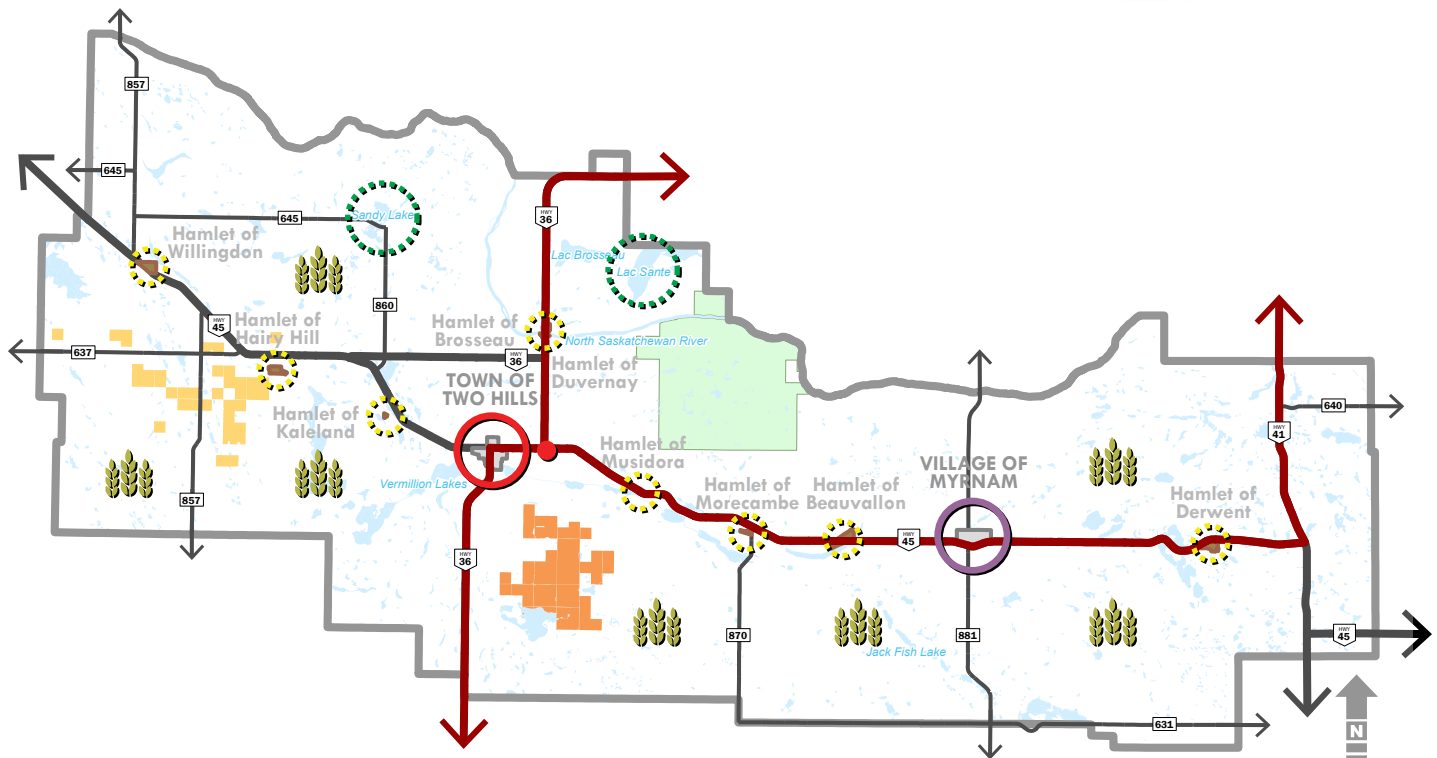 857
645
645
Sandy Lake
HWY
36
Hamlet of
Willingdon
Lac Brosseau
Lac Sante
860
HWY
45
Hamlet of
Hairy Hill
Hamlet of
Brosseau
North Saskatchewan River
637
HWY
36
Hamlet of
Duvernay
TOWN OF
TWO HILLS
Hamlet of
Kaleland
640
HWY
41
Hamlet of
Musidora
VILLAGE OF
MYRNAM
Vermillion Lakes
Hamlet of
Morecambe
Hamlet of
Beauvallon
Hamlet of
Derwent
857
HWY
45
HWY
36
870
881
HWY
45
Jack Fish Lake
631
N